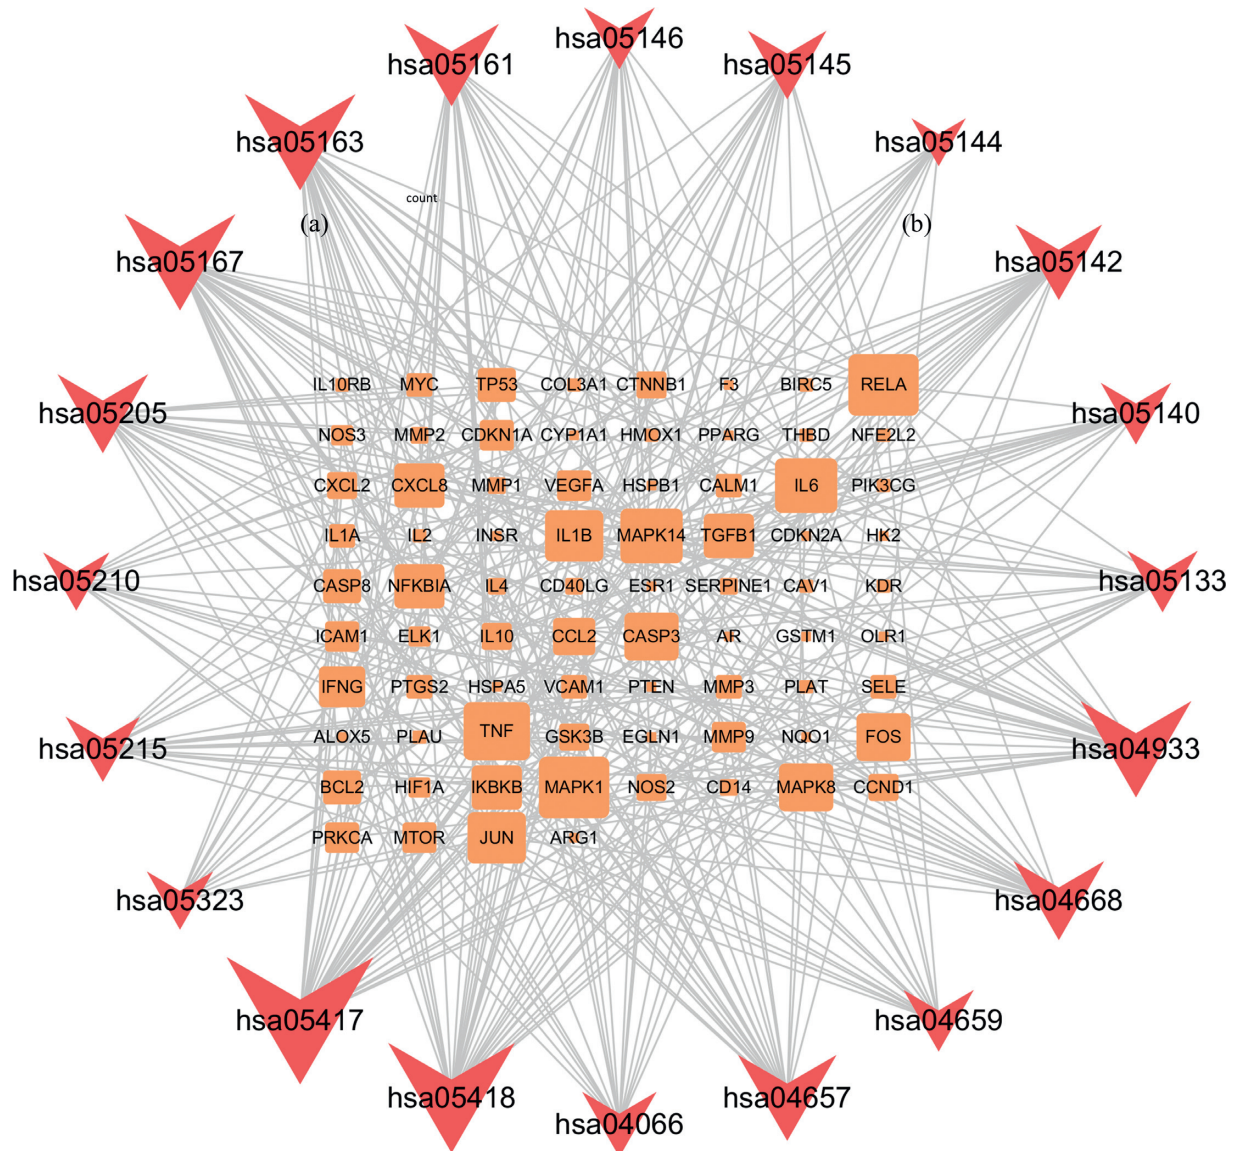 hsa05146
hsa05161
hsa05145
hsa05163
hsa05144
count
(a)
(b)
hsa05167
hsa05142
IL10RB MYC TP53 COL3A1 CTNNB1 F3 BIRC5 RELA
hsa05205
hsa05140
NOS3 MMP2 CDKN1A CYP1A1 HMOX1 PPARG THBD NFE2L2
CXCL2 CXCL8 MMP1 VEGFA HSPB1 CALM1 IL6 PIK3CG
IL1A IL2 INSR IL1B MAPK14 TGFB1 CDKN2A HK2
hsa05210
hsa05133
CASP8 NFKBIA IL4 CD40LG ESR1 SERPINE1 CAV1 KDR
ICAM1 ELK1 IL10 CCL2 CASP3 AR GSTM1 OLR1
IFNG PTGS2 HSPA5 VCAM1 PTEN MMP3 PLAT SELE
ALOX5 PLAU TNF GSK3B EGLN1 MMP9 NQO1 FOS
hsa05215
hsa04933
BCL2 HIF1A IKBKB MAPK1 NOS2 CD14 MAPK8 CCND1
PRKCA MTOR JUN ARG1
hsa05323
hsa04668
hsa05417
hsa04659
hsa05418
hsa04657
hsa04066